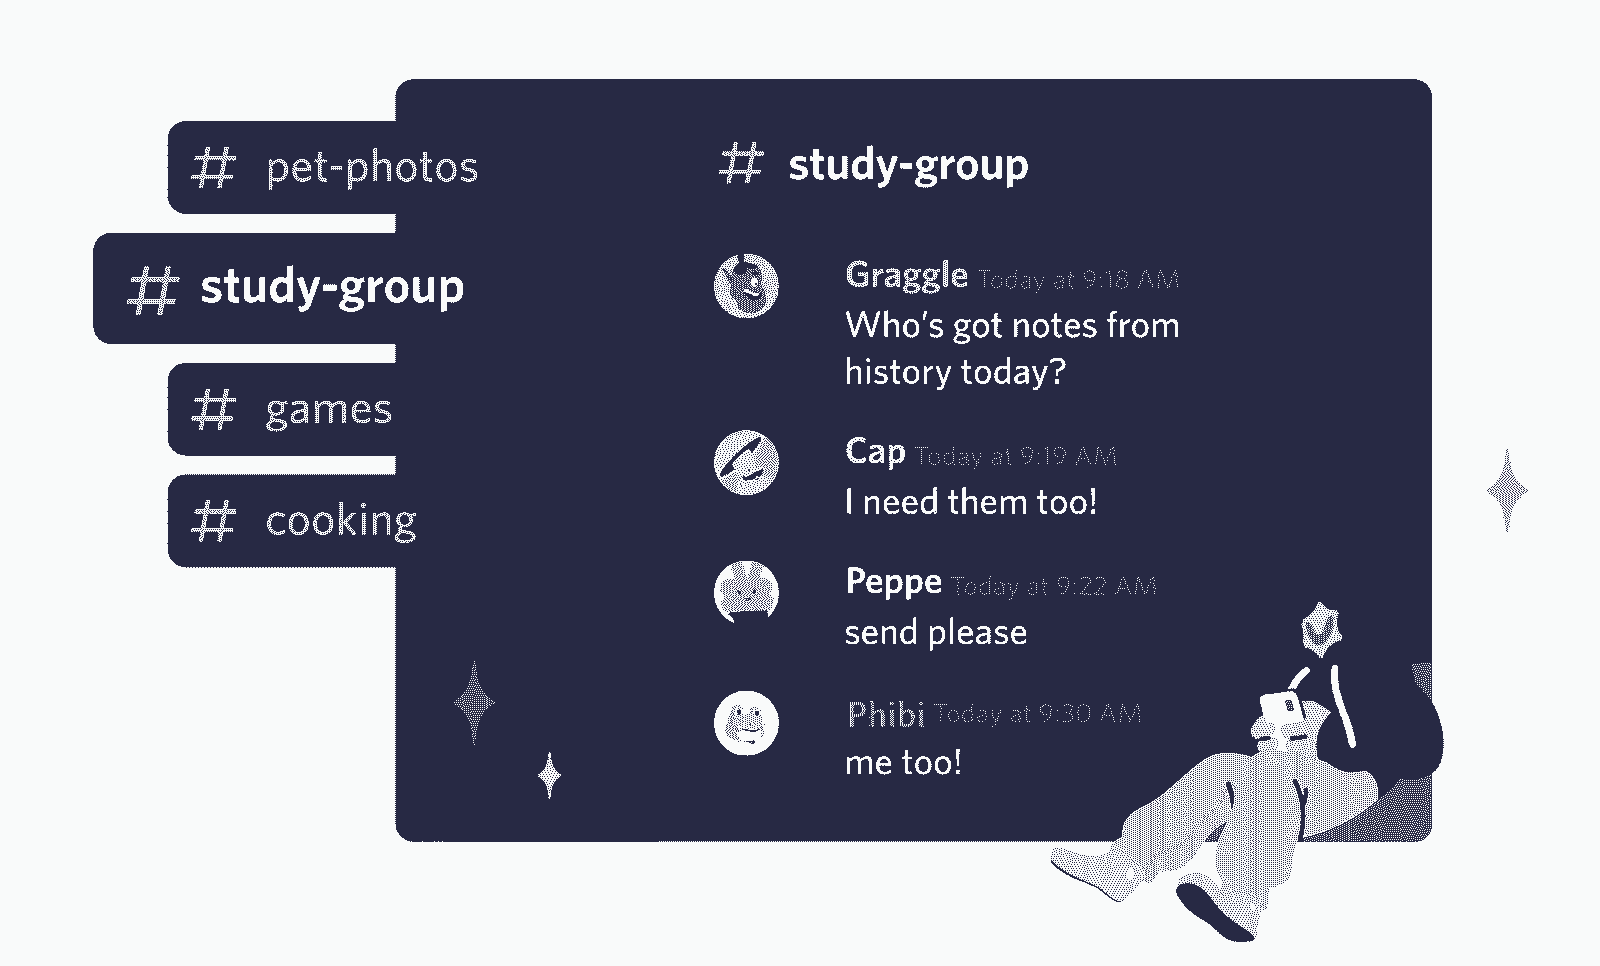 # pet-photos
# study-group
# games
# cooking
# study-group
Graggle Today at 9:18 AM
Who's got notes from
history today?
Cap Today at 9:19 AM
I need them too!
Peppe Today at 9:22 AM
send please
Phibi Today at 9:30 AM
me too!